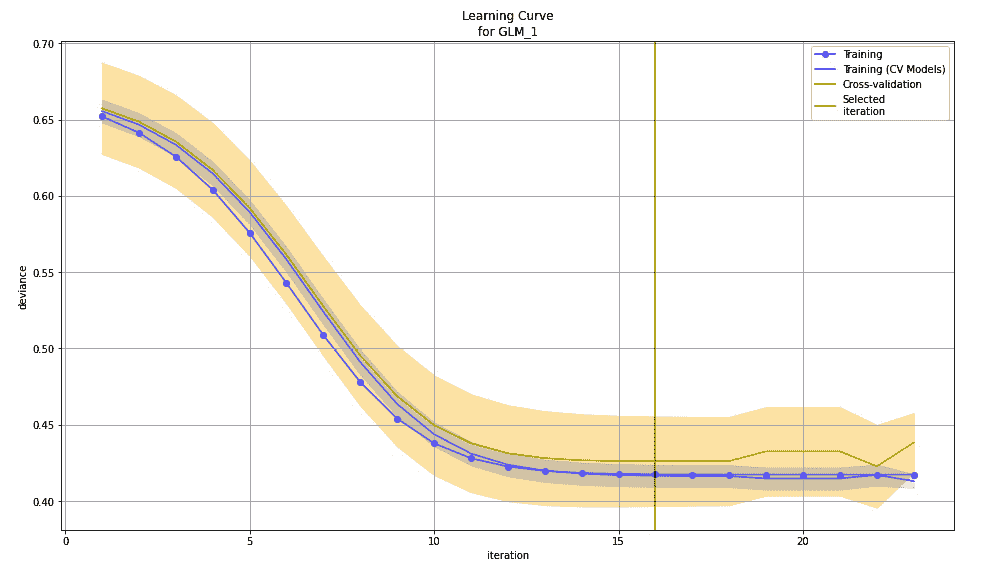 Learning Curve
for GLM_1
0.70
0.65
0.60
0.55
0.50
0.45
0.40
deviance
Training
Training (CV Models)
Cross-validation
Selected
iteration
0
5
10
15
20
iteration